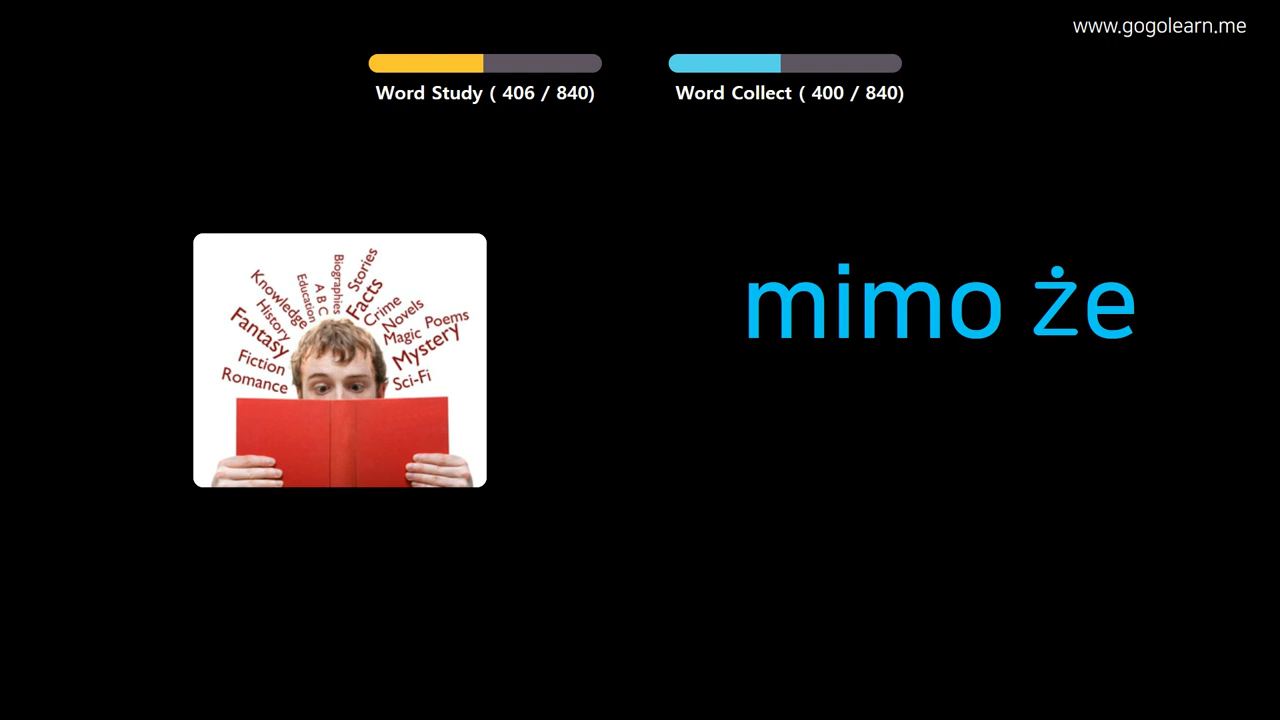 www.gogolearn.me
Word Study ( 406 / 840)
Word Collect ( 400 / 840)
mimo że
Knowledge
History
Fantasy
Fiction
Romance
Education
A B C
Biographies
Stories
Facts
Crime
Novels
Magic
Poems
Mystery
Sci-Fi